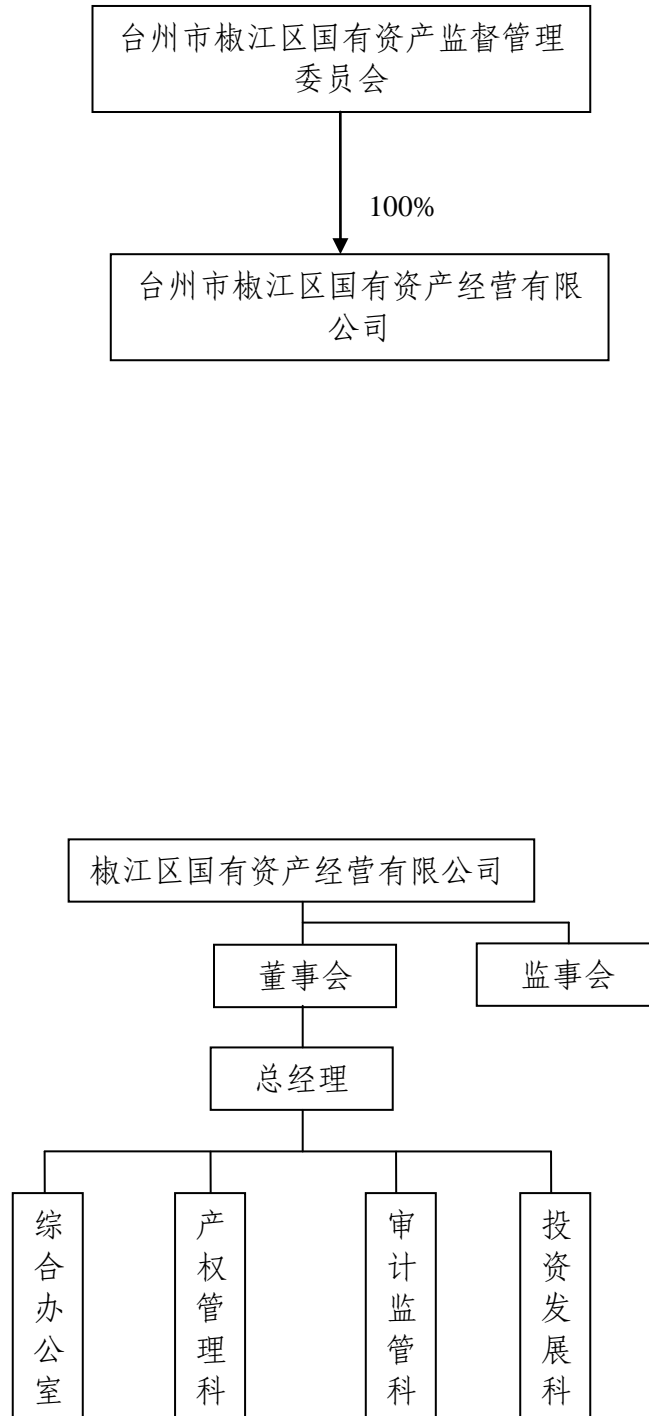 台州市椒江区国有资产监督管理
委员会
100%
台州市椒江区国有资产经营有限
公司
椒江区国有资产经营有限公司
董事会
监事会
总经理
综合办公室
产权管理科
审计监管科
投资发展科